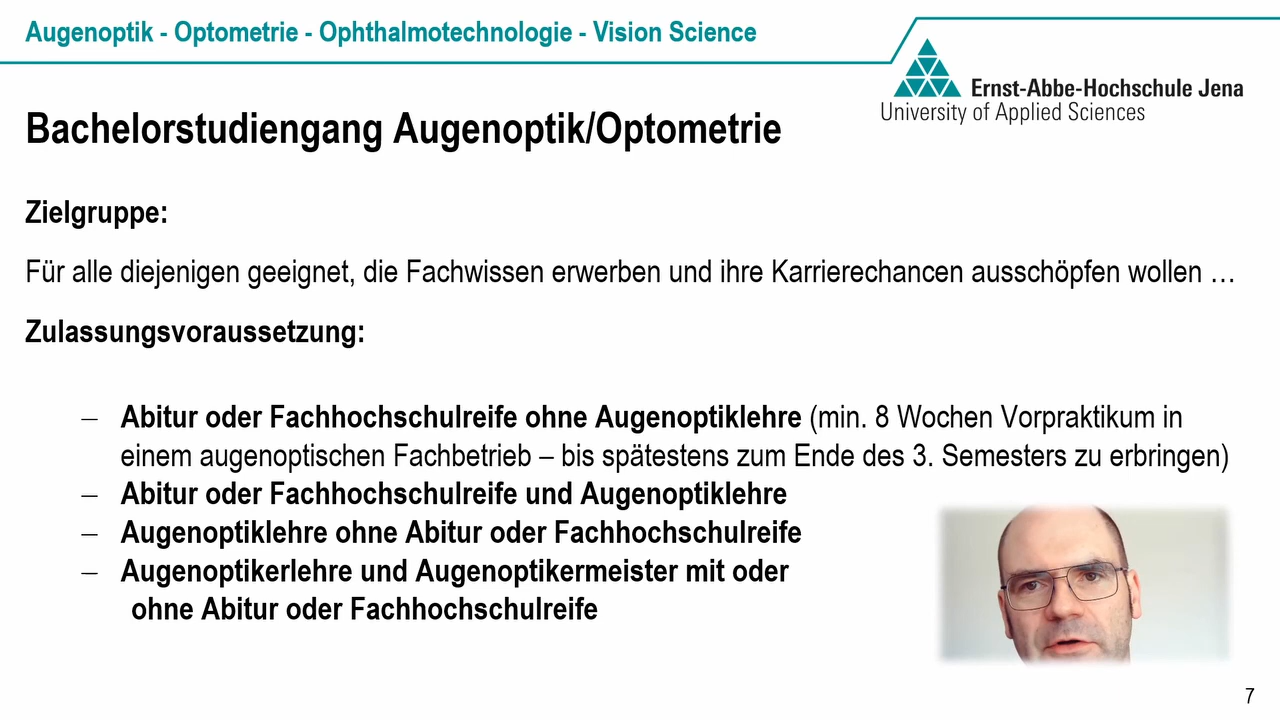 Augenoptik - Optometrie - Ophthalmotechnologie - Vision Science
Ernst-Abbe-Hochschule Jena
University of Applied Sciences
Bachelorstudiengang Augenoptik/Optometrie
Zielgruppe:
Für alle diejenigen geeignet, die Fachwissen erwerben und ihre Karrierechancen ausschöpfen wollen …
Zulassungsvoraussetzung:
– Abitur oder Fachhochschulreife ohne Augenoptiklehre (min. 8 Wochen Vorpraktikum in
einem augenoptischen Fachbetrieb – bis spätestens zum Ende des 3. Semesters zu erbringen)
– Abitur oder Fachhochschulreife und Augenoptiklehre
– Augenoptiklehre ohne Abitur oder Fachhochschulreife
– Augenoptikerlehre und Augenoptikermeister mit oder
ohne Abitur oder Fachhochschulreife
7